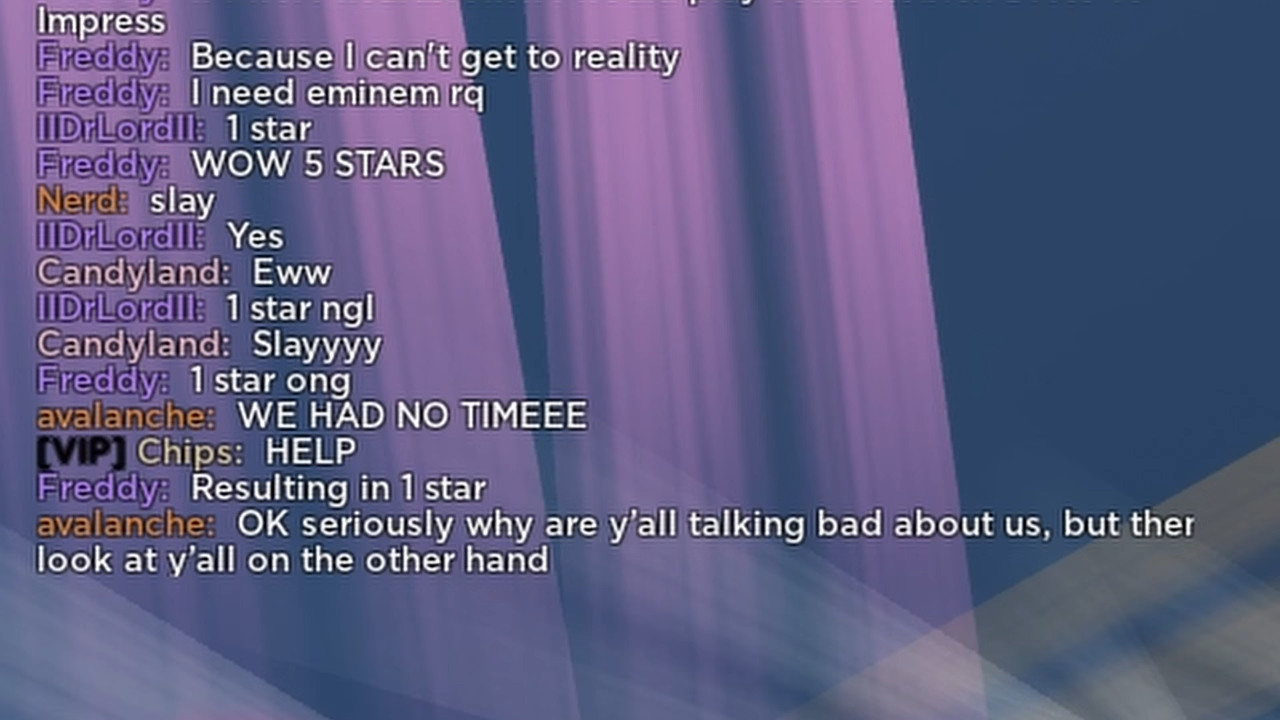 Impress
Freddy: Because I can't get to reality
Freddy: I need eminem rq
IIDrLordII: 1 star
Freddy: WOW 5 STARS
Nerd: slay
IIDrLordII: Yes
Candyland: Eww
IIDrLordII: 1 star ngl
Candyland: Slayyyy
Freddy: 1 star ong
avalanche: WE HAD NO TIMEEE
[VIP] Chips: HELP
Freddy: Resulting in 1 star
avalanche: OK seriously why are y'all talking bad about us, but then
look at y'all on the other hand